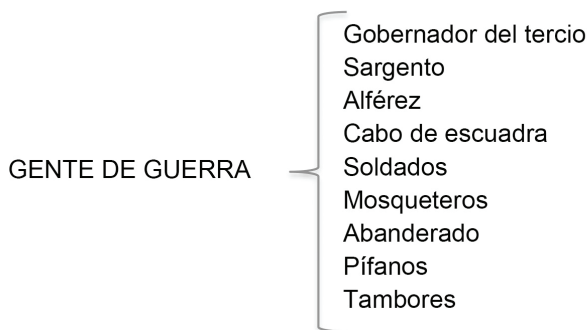 Gobernador del tercio
Sargento
Alférez
Cabo de escuadra
GENTE DE GUERRA
Soldados
Mosqueteros
Abanderado
Pífanos
Tambores